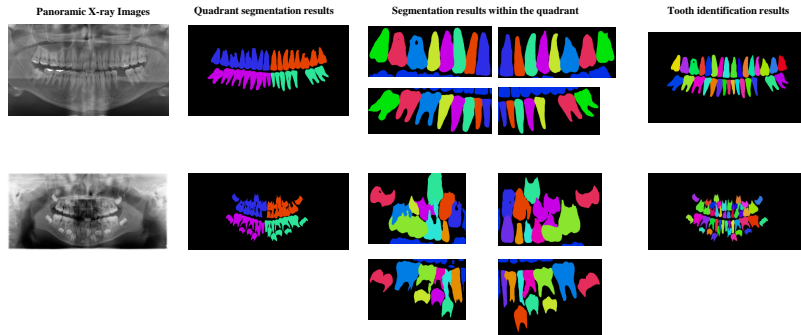 Panoramic X-ray Images
Quadrant segmentation results
Segmentation results within the quadrant
Tooth identification results